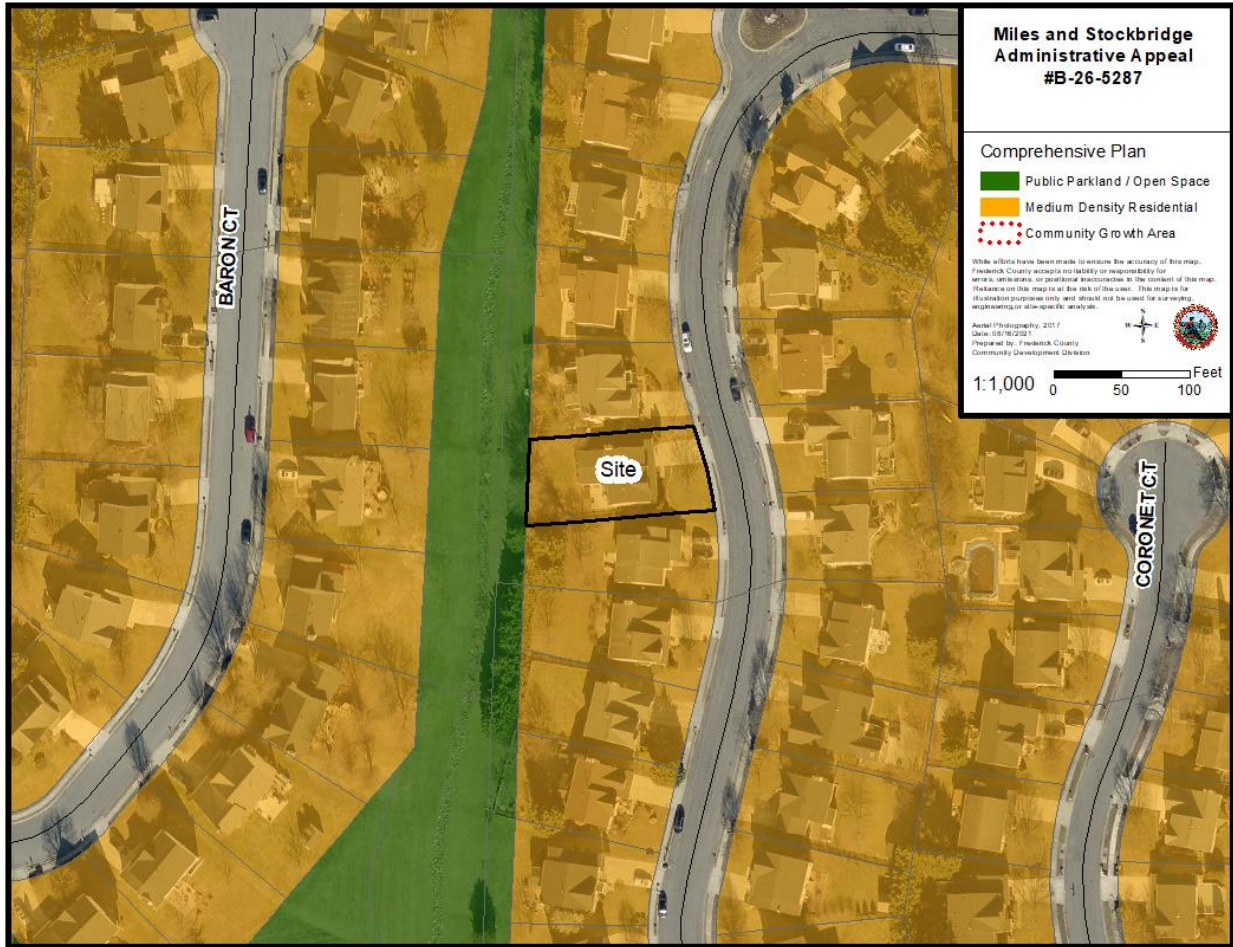 Miles and Stockbridge
Administrative Appeal
#B-26-5287
Comprehensive Plan
Public Parkland / Open Space
Medium Density Residential
Community Growth Area
While efforts have been made to ensure the accuracy of this map,
Frederick County accepts no liability or responsibility for
errors, omissions, or positional inaccuracies in the content of this map.
Reliance on this map is at the risk of the user. This map is for
illustration purposes only and should not be used for surveying,
engineering, or site-specific analysis.
Aerial Photography, 2017
Date: 08/16/2021
Prepared by: Frederick County
Community Development Division
N
W E
S
1:1,000
Feet
0 50 100
BARON CT
Site
CORONET CT